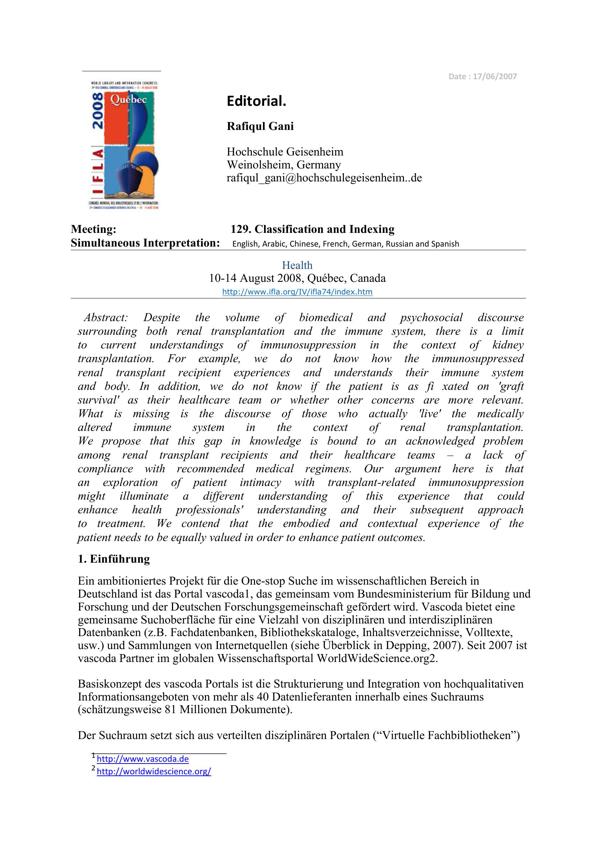 Date : 17/06/2007
WORLD LIBRARY AND INFORMATION CONGRESS:
Québec
2008
IFLA
Editorial.
Rafiqul Gani
Hochschule Geisenheim
Weinolsheim, Germany
rafiqul_gani@hochschulegeisenheim..de
Meeting: 129. Classification and Indexing
Simultaneous Interpretation: English, Arabic, Chinese, French, German, Russian and Spanish
Health
10-14 August 2008, Québec, Canada
http://www.ifla.org/IV/ifla74/index.htm
Abstract: Despite the volume of biomedical and psychosocial discourse
surrounding both renal transplantation and the immune system, there is a limit
to current understandings of immunosuppression in the context of kidney
transplantation. For example, we do not know how the immunosuppressed
renal transplant recipient experiences and understands their immune system
and body. In addition, we do not know if the patient is as fi xated on 'graft
survival' as their healthcare team or whether other concerns are more relevant.
What is missing is the discourse of those who actually 'live' the medically
altered immune system in the context of renal transplantation.
We propose that this gap in knowledge is bound to an acknowledged problem
among renal transplant recipients and their healthcare teams – a lack of
compliance with recommended medical regimens. Our argument here is that
an exploration of patient intimacy with transplant-related immunosuppression
might illuminate a different understanding of this experience that could
enhance health professionals' understanding and their subsequent approach
to treatment. We contend that the embodied and contextual experience of the
patient needs to be equally valued in order to enhance patient outcomes.
1. Einführung
Ein ambitioniertes Projekt für die One-stop Suche im wissenschaftlichen Bereich in
Deutschland ist das Portal vascoda1, das gemeinsam vom Bundesministerium für Bildung und
Forschung und der Deutschen Forschungsgemeinschaft gefördert wird. Vascoda bietet eine
gemeinsame Suchoberfläche für eine Vielzahl von disziplinären und interdisziplinären
Datenbanken (z.B. Fachdatenbanken, Bibliothekskataloge, Inhaltsverzeichnisse, Volltexte,
usw.) und Sammlungen von Internetquellen (siehe Überblick in Depping, 2007). Seit 2007 ist
vascoda Partner im globalen Wissenschaftsportal WorldWideScience.org2.
Basiskonzept des vascoda Portals ist die Strukturierung und Integration von hochqualitativen
Informationsangeboten von mehr als 40 Datenlieferanten innerhalb eines Suchraums
(schätzungsweise 81 Millionen Dokumente).
Der Suchraum setzt sich aus verteilten disziplinären Portalen (“Virtuelle Fachbibliotheken”)
1 http://www.vascoda.de
2 http://worldwidescience.org/